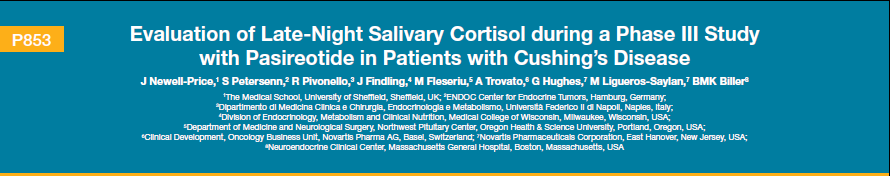 P853
Evaluation of Late-Night Salivary Cortisol during a Phase III Study
with Pasireotide in Patients with Cushing's Disease
J Newell-Price,¹ S Petersenn,² R Pivonello,³ J Findling,⁴ M Fleseriu,⁵ A Trovato,⁶ G Hughes,⁷ M Ligueros-Saylan,⁷ BMK Biller⁸
¹The Medical School, University of Sheffield, Sheffield, UK; ²ENDOC Center for Endocrine Tumors, Hamburg, Germany;
³Dipartimento di Medicina Clinica e Chirurgia, Endocrinologia e Metabolismo, Università Federico II di Napoli, Naples, Italy;
⁴Division of Endocrinology, Metabolism and Clinical Nutrition, Medical College of Wisconsin, Milwaukee, Wisconsin, USA;
⁵Department of Medicine and Neurological Surgery, Northwest Pituitary Center, Oregon Health & Science University, Portland, Oregon, USA;
⁶Clinical Development, Oncology Business Unit, Novartis Pharma AG, Basel, Switzerland; ⁷Novartis Pharmaceuticals Corporation, East Hanover, New Jersey, USA;
⁸Neuroendocrine Clinical Center, Massachusetts General Hospital, Boston, Massachusetts, USA